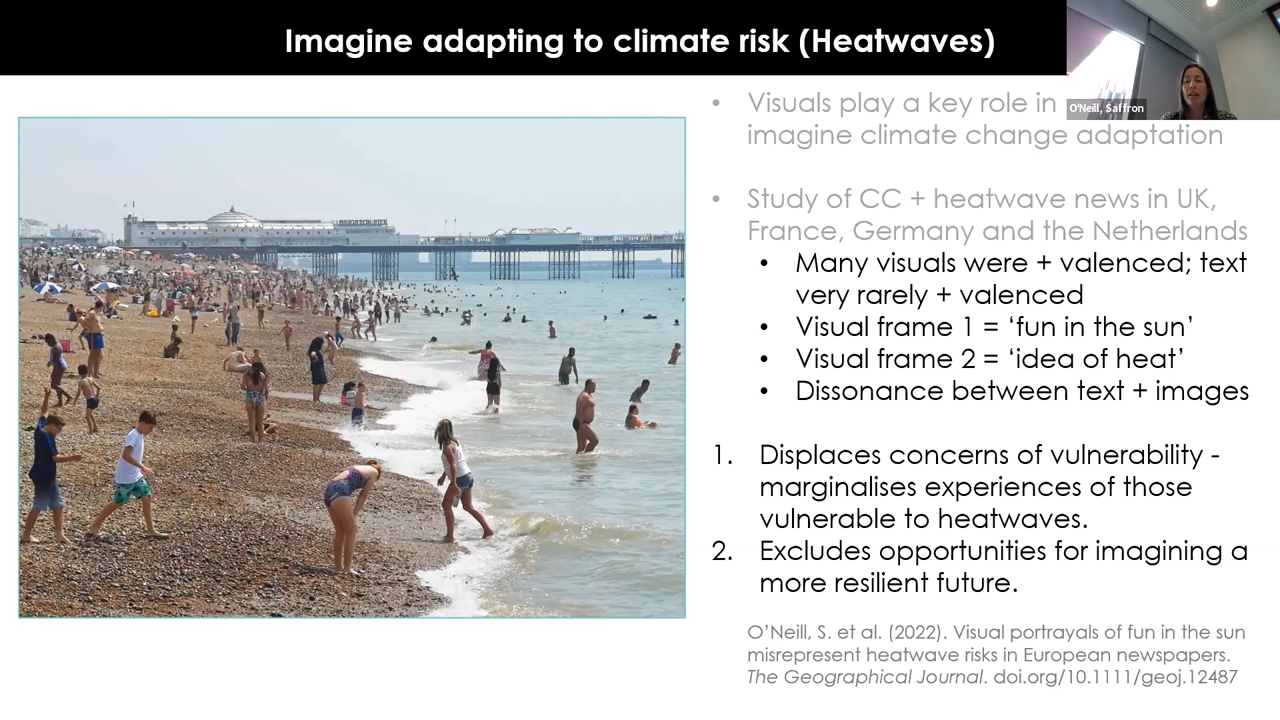 Imagine adapting to climate risk (Heatwaves)
O'Neill, Saffron
• Visuals play a key role in
imagine climate change adaptation
• Study of CC + heatwave news in UK,
France, Germany and the Netherlands
• Many visuals were + valenced; text
very rarely + valenced
• Visual frame 1 = ‘fun in the sun’
• Visual frame 2 = ‘idea of heat’
• Dissonance between text + images
1. Displaces concerns of vulnerability -
marginalises experiences of those
vulnerable to heatwaves.
2. Excludes opportunities for imagining a
more resilient future.
O’Neill, S. et al. (2022). Visual portrayals of fun in the sun
misrepresent heatwave risks in European newspapers.
The Geographical Journal. doi.org/10.1111/geoj.12487
BRIGHTON PIER